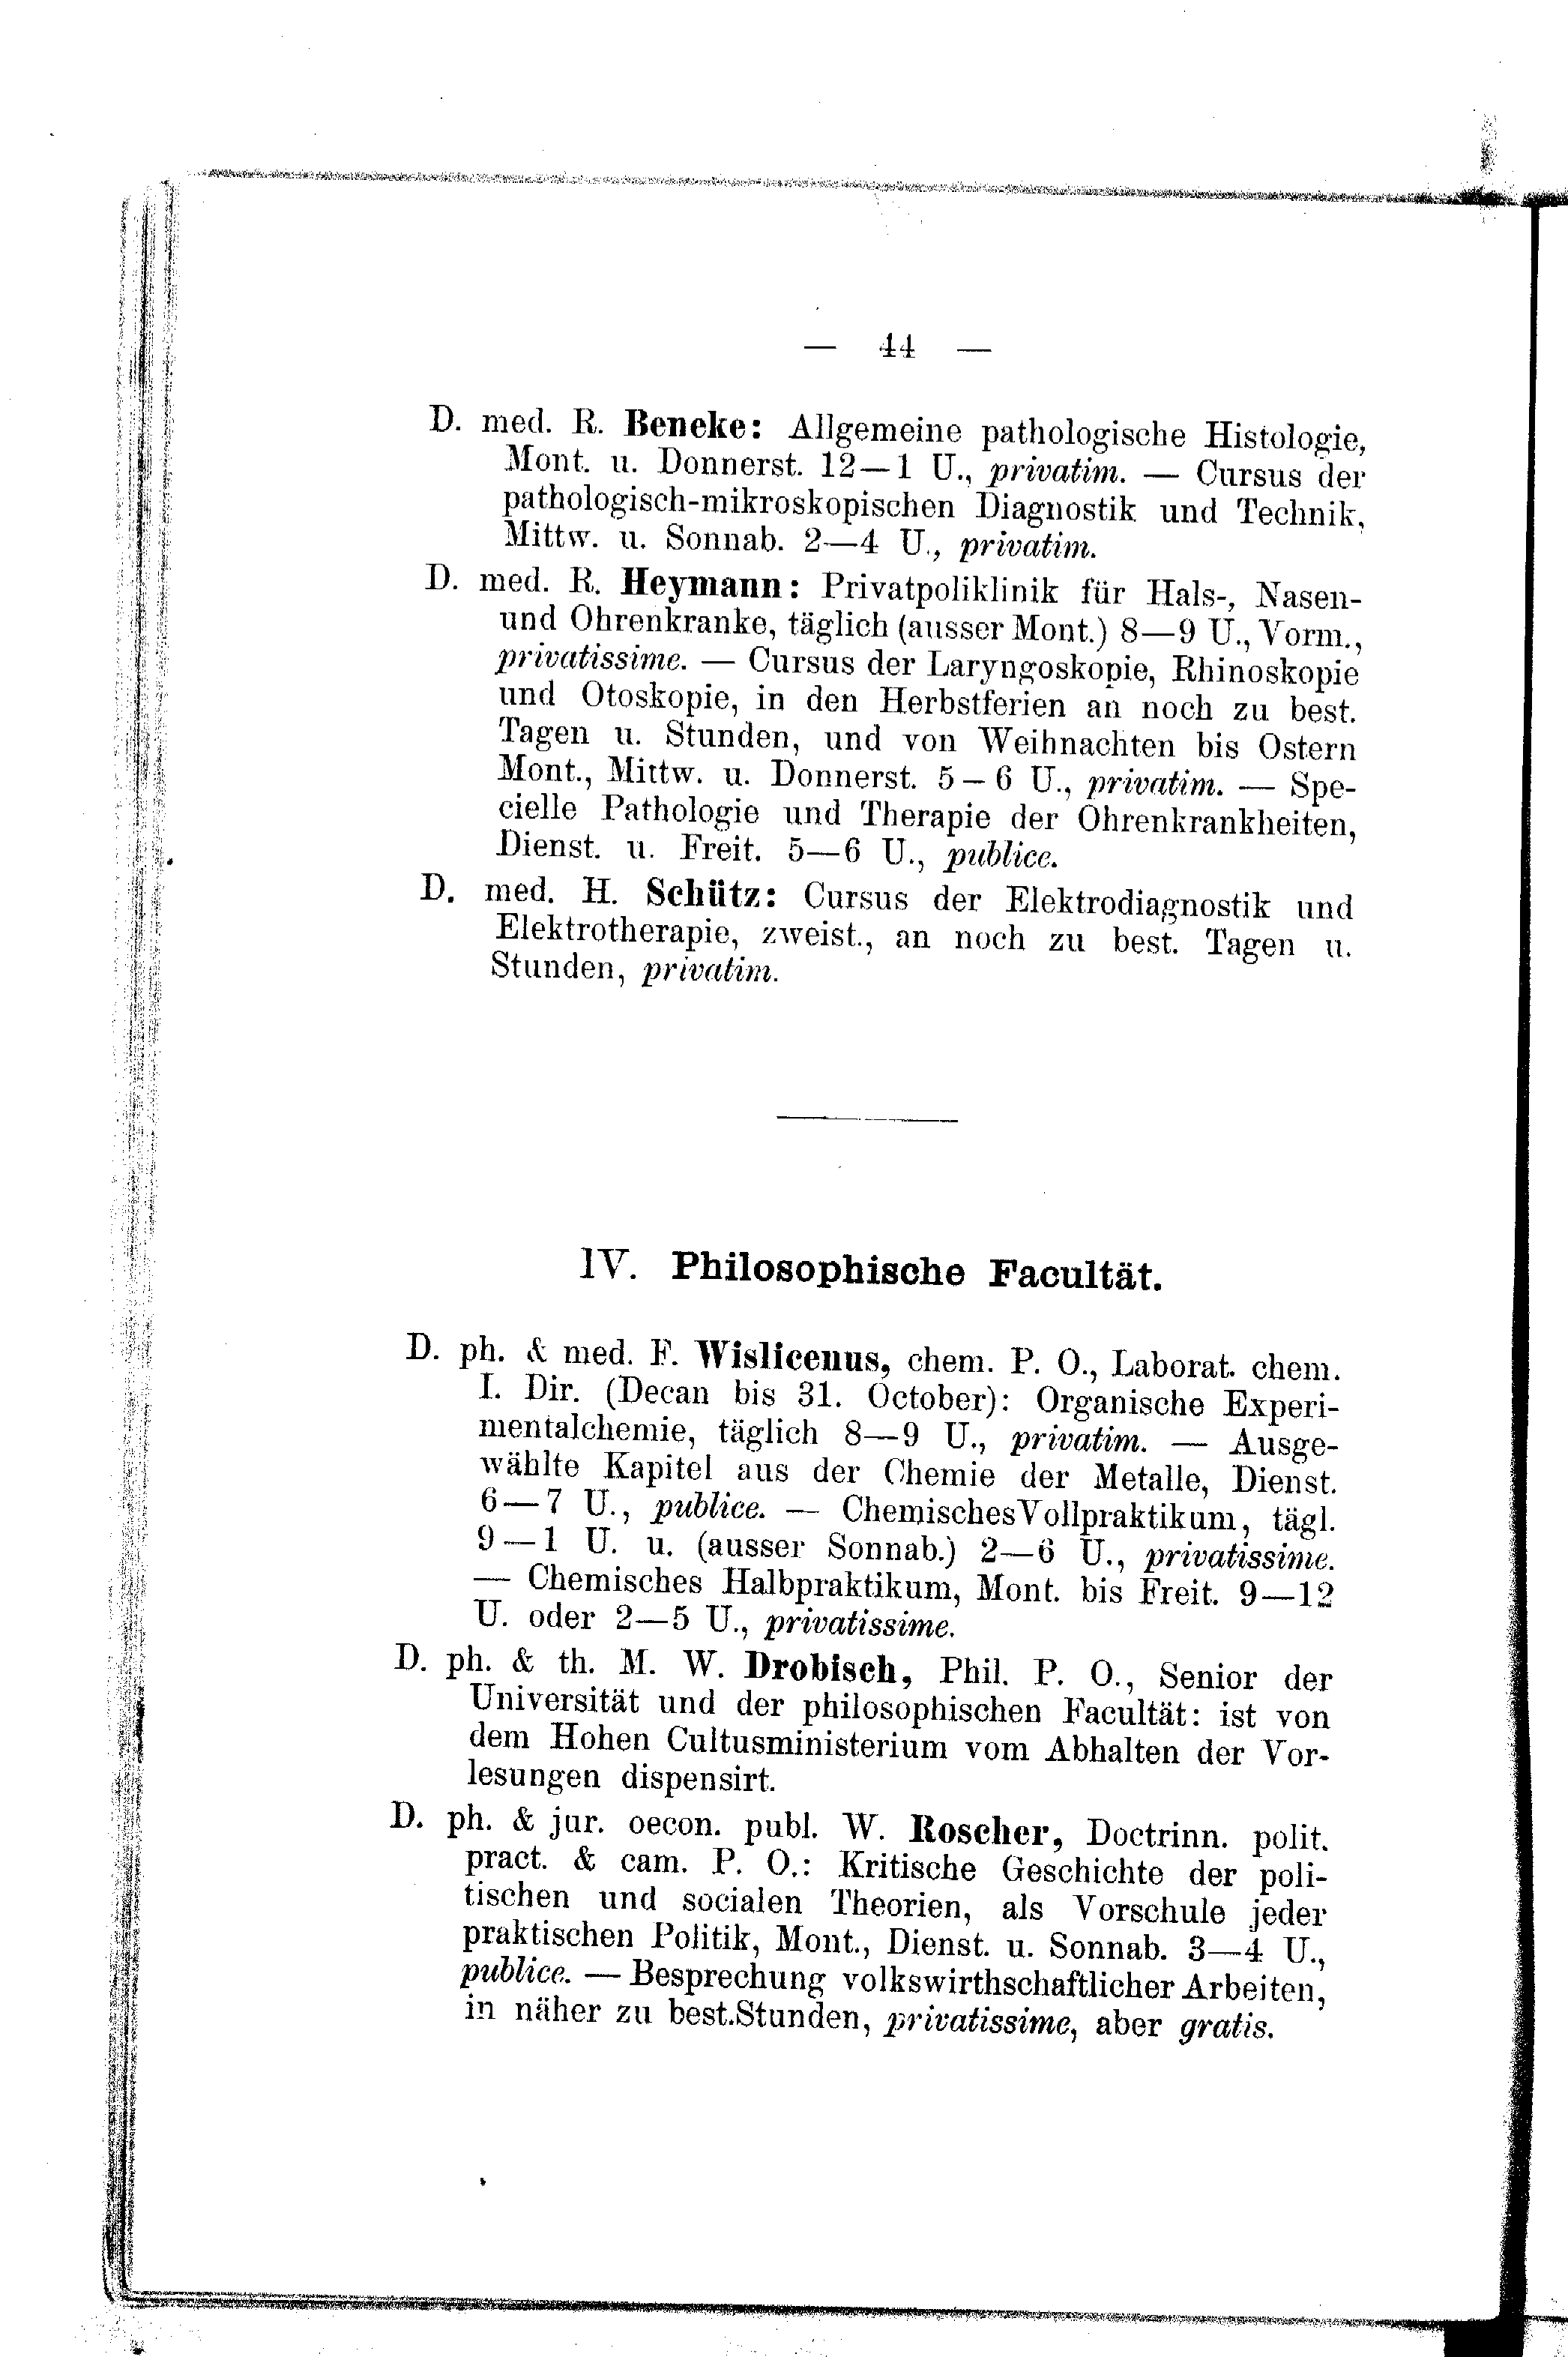 — 44 —
D. med. R. Beneke: Allgemeine pathologische Histologie,
Mont. u. Donnerst. 12—1 U., privatim. — Cursus der
pathologisch-mikroskopischen Diagnostik und Technik,
Mittw. u. Sonnab. 2—4 U., privatim.
D. med. R. Heymann: Privatpoliklinik für Hals-, Nasen-
und Ohrenkranke, täglich (ausser Mont.) 8—9 U., Vorm.,
privatissime. — Cursus der Laryngoskopie, Rhinoskopie
und Otoskopie, in den Herbstferien an noch zu best.
Tagen u. Stunden, und von Weihnachten bis Ostern
Mont., Mittw. u. Donnerst. 5—6 U., privatim. — Spe-
cielle Pathologie und Therapie der Ohrenkrankheiten,
Dienst. u. Freit. 5—6 U., publice.
D. med. H. Schütz: Cursus der Elektrodiagnostik und
Elektrotherapie, zweist., an noch zu best. Tagen u.
Stunden, privatim.
IV. Philosophische Facultät.
D. ph. & med. F. Wislicenus, chem. P. O., Laborat. chem.
I. Dir. (Decan bis 31. October): Organische Experi-
mentalchemie, täglich 8—9 U., privatim. — Ausge-
wählte Kapitel aus der Chemie der Metalle, Dienst.
6—7 U., publice. — ChemischesVollpraktikum, tägl.
9—1 U. u. (ausser Sonnab.) 2—6 U., privatissime.
— Chemisches Halbpraktikum, Mont. bis Freit. 9—12
U. oder 2—5 U., privatissime.
D. ph. & th. M. W. Drobisch, Phil. P. O., Senior der
Universität und der philosophischen Facultät: ist von
dem Hohen Cultusministerium vom Abhalten der Vor-
lesungen dispensirt.
D. ph. & jur. oecon. publ. W. Roscher, Doctrinn. polit.
pract. & cam. P. O.: Kritische Geschichte der poli-
tischen und socialen Theorien, als Vorschule jeder
praktischen Politik, Mont., Dienst. u. Sonnab. 3—4 U.,
publice. — Besprechung volkswirthschaftlicher Arbeiten,
in näher zu best.Stunden, privatissime, aber gratis.